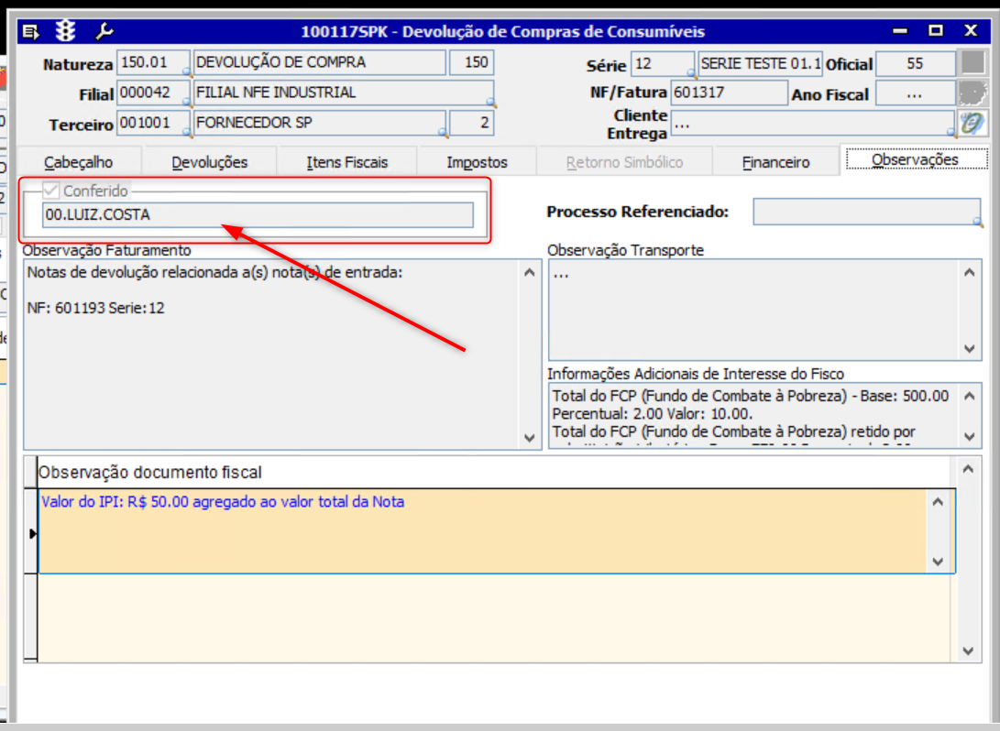 100117SPK - Devolução de Compras de Consumíveis
Natureza 150.01 DEVOLUÇÃO DE COMPRA 150 Série 12 SERIE TESTE 01.1 Oficial 55
Filial 000042 FILIAL NFE INDUSTRIAL NF/Fatura 601317 Ano Fiscal ...
Terceiro 001001 FORNECEDOR SP 2 Cliente Entrega ...
Cabeçalho Devoluções Itens Fiscais Impostos Retorno Simbólico Financeiro Observações
Conferido
00.LUIZ.COSTA
Processo Referenciado:
Observação Faturamento
Notas de devolução relacionada a(s) nota(s) de entrada:
NF: 601193 Serie:12
Observação Transporte
...
Informações Adicionais de Interesse do Fisco
Total do FCP (Fundo de Combate à Pobreza) - Base: 500.00
Percentual: 2.00 Valor: 10.00.
Total do FCP (Fundo de Combate à Pobreza) retido por
Observação documento fiscal
Valor do IPI: R$ 50.00 agregado ao valor total da Nota